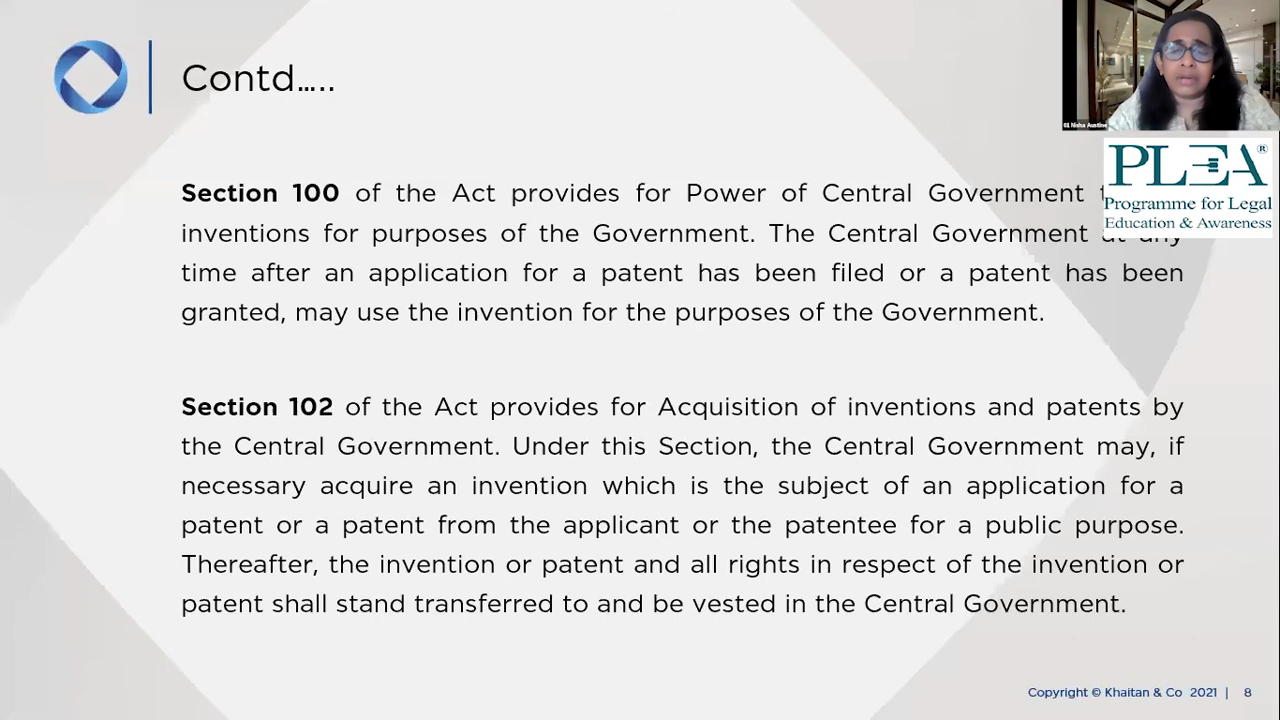 Contd…..
Section 100 of the Act provides for Power of Central Government
inventions for purposes of the Government. The Central Government at any
time after an application for a patent has been filed or a patent has been
granted, may use the invention for the purposes of the Government.
Section 102 of the Act provides for Acquisition of inventions and patents by
the Central Government. Under this Section, the Central Government may, if
necessary acquire an invention which is the subject of an application for a
patent or a patent from the applicant or the patentee for a public purpose.
Thereafter, the invention or patent and all rights in respect of the invention or
patent shall stand transferred to and be vested in the Central Government.
Nisha Austine
PLEA®
Programme for Legal
Education & Awareness
Copyright © Khaitan & Co 2021 | 8